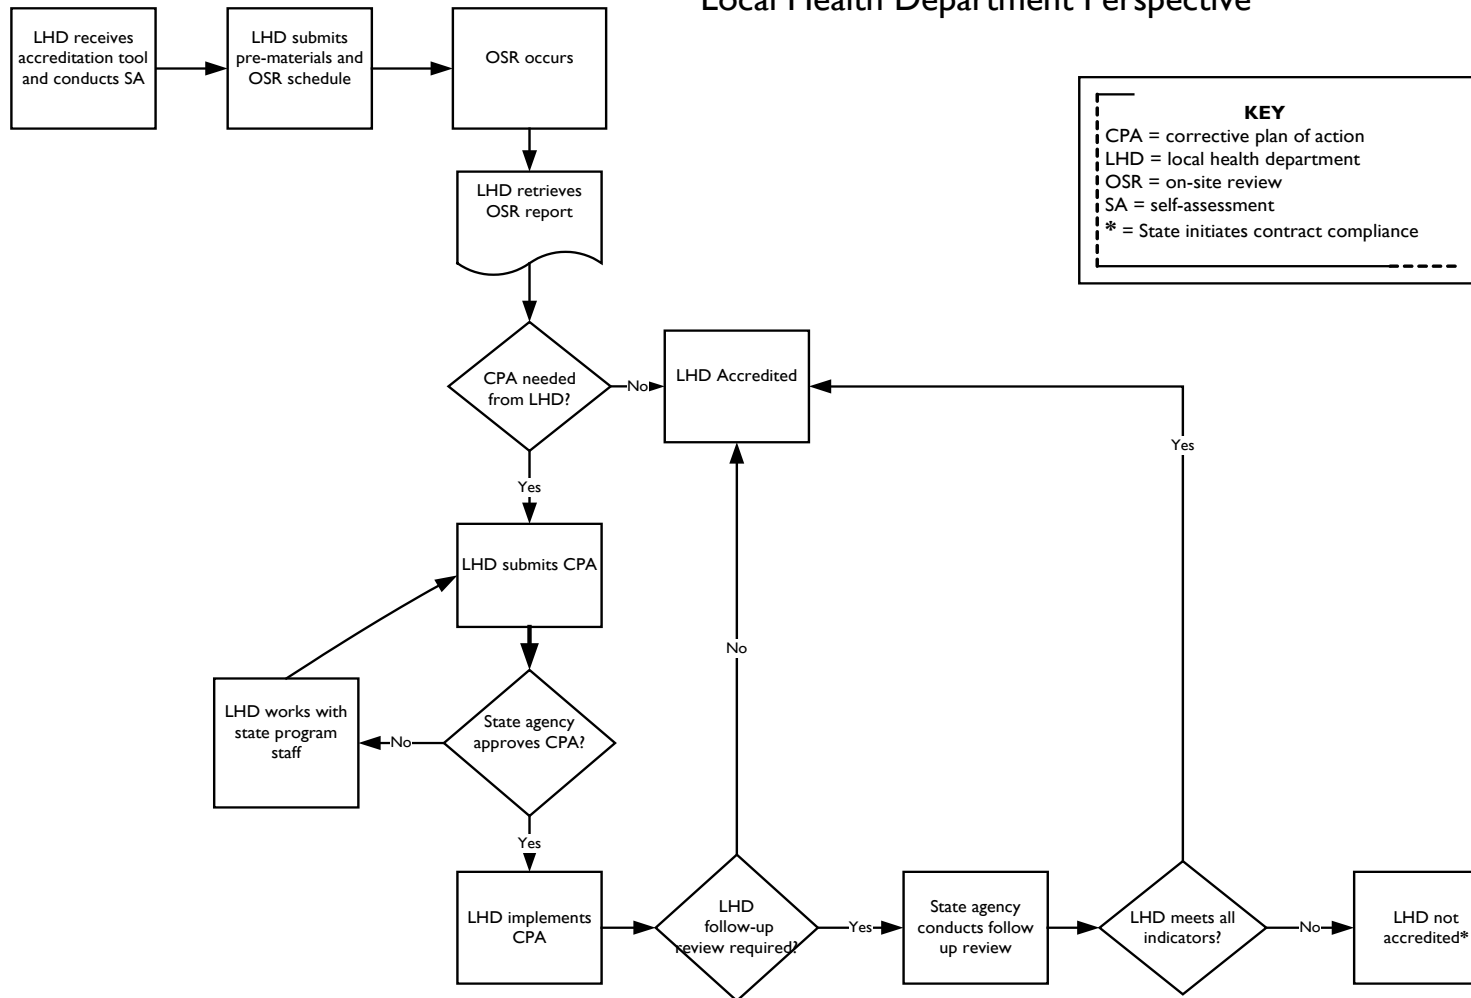 Local Health Department Perspective
LHD receives
accreditation tool
and conducts SA
LHD submits
pre-materials and
OSR schedule
OSR occurs
KEY
CPA = corrective plan of action
LHD = local health department
OSR = on-site review
SA = self-assessment
* = State initiates contract compliance
LHD retrieves
OSR report
CPA needed
from LHD?
No
LHD Accredited
Yes
Yes
LHD submits CPA
No
LHD works with
state program
staff
No
State agency
approves CPA?
Yes
LHD implements
CPA
LHD
follow-up
review required?
Yes
State agency
conducts follow
up review
LHD meets all
indicators?
No
LHD not
accredited*